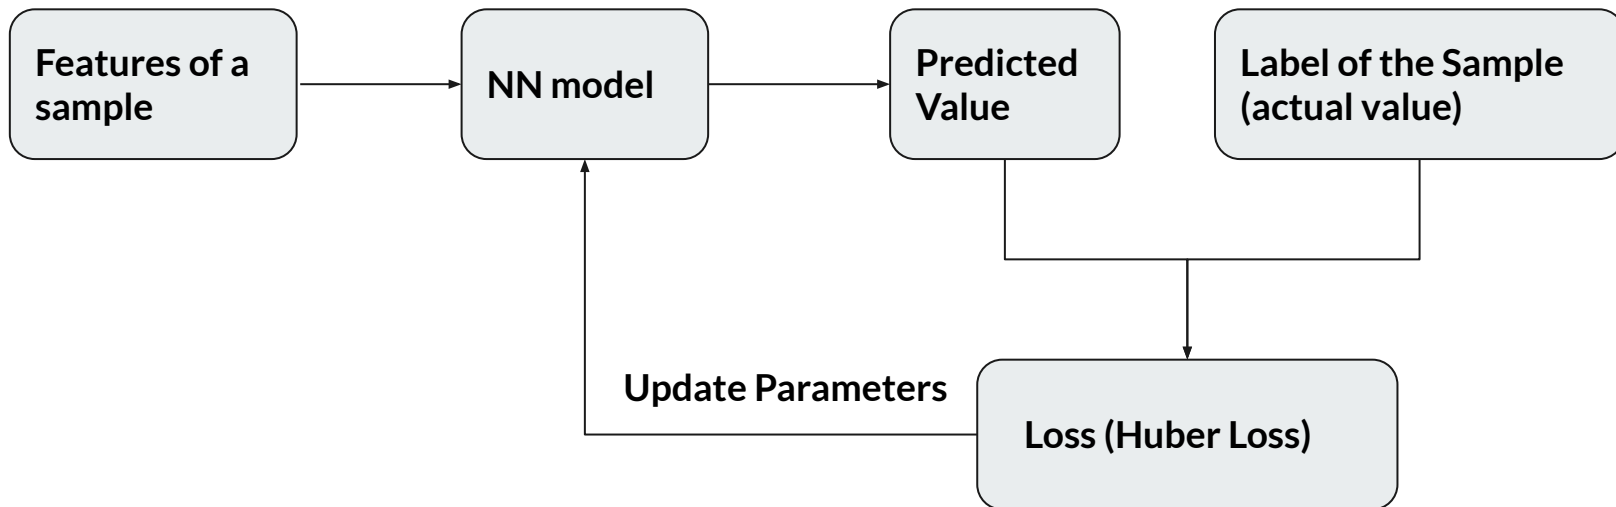 Features of a
sample
NN model
Predicted
Value
Label of the Sample
(actual value)
Update Parameters
Loss (Huber Loss)